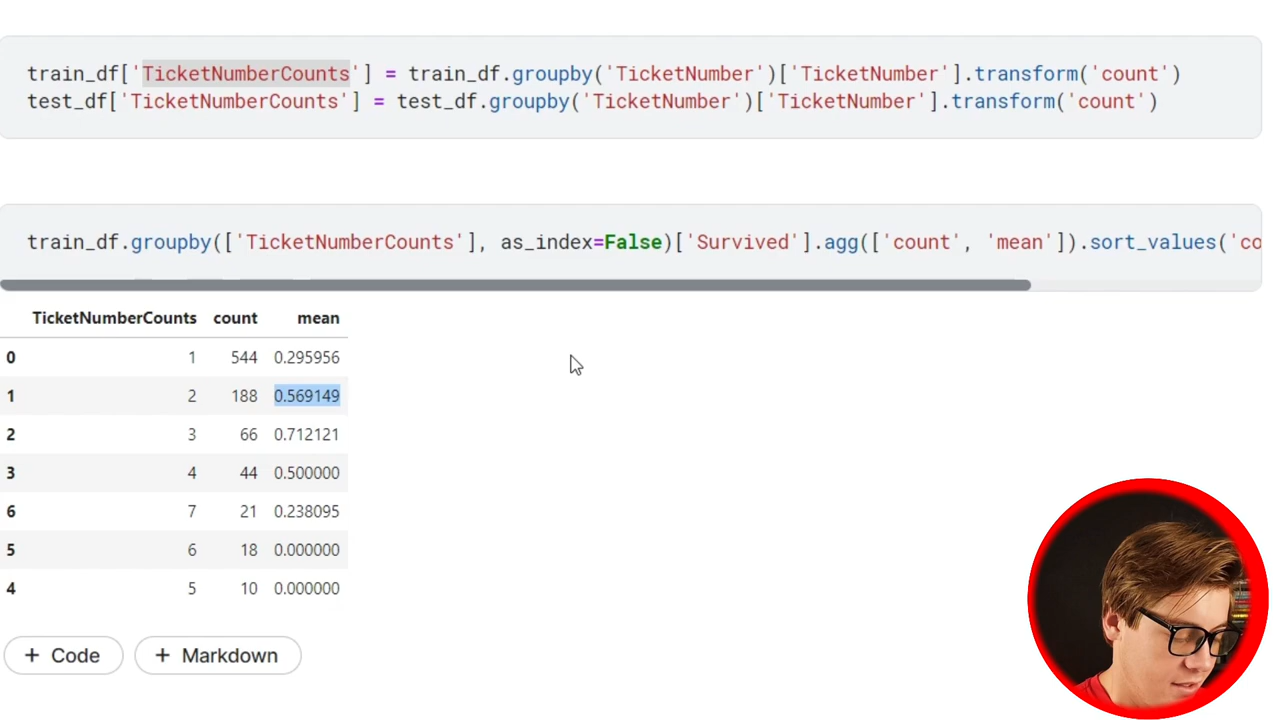 train_df['TicketNumberCounts'] = train_df.groupby('TicketNumber')['TicketNumber'].transform('count')
test_df['TicketNumberCounts'] = test_df.groupby('TicketNumber')['TicketNumber'].transform('count')
train_df.groupby(['TicketNumberCounts'], as_index=False)['Survived'].agg(['count', 'mean']).sort_values('co
TicketNumberCounts count mean
0 1 544 0.295956
1 2 188 0.569149
2 3 66 0.712121
3 4 44 0.500000
6 7 21 0.238095
5 6 18 0.000000
4 5 10 0.000000
+ Code + Markdown